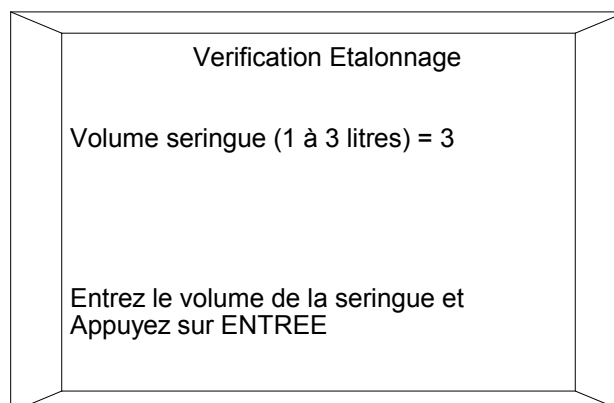 Verification Etalonnage
Volume seringue (1 à 3 litres) = 3
Entrez le volume de la seringue et
Appuyez sur ENTREE